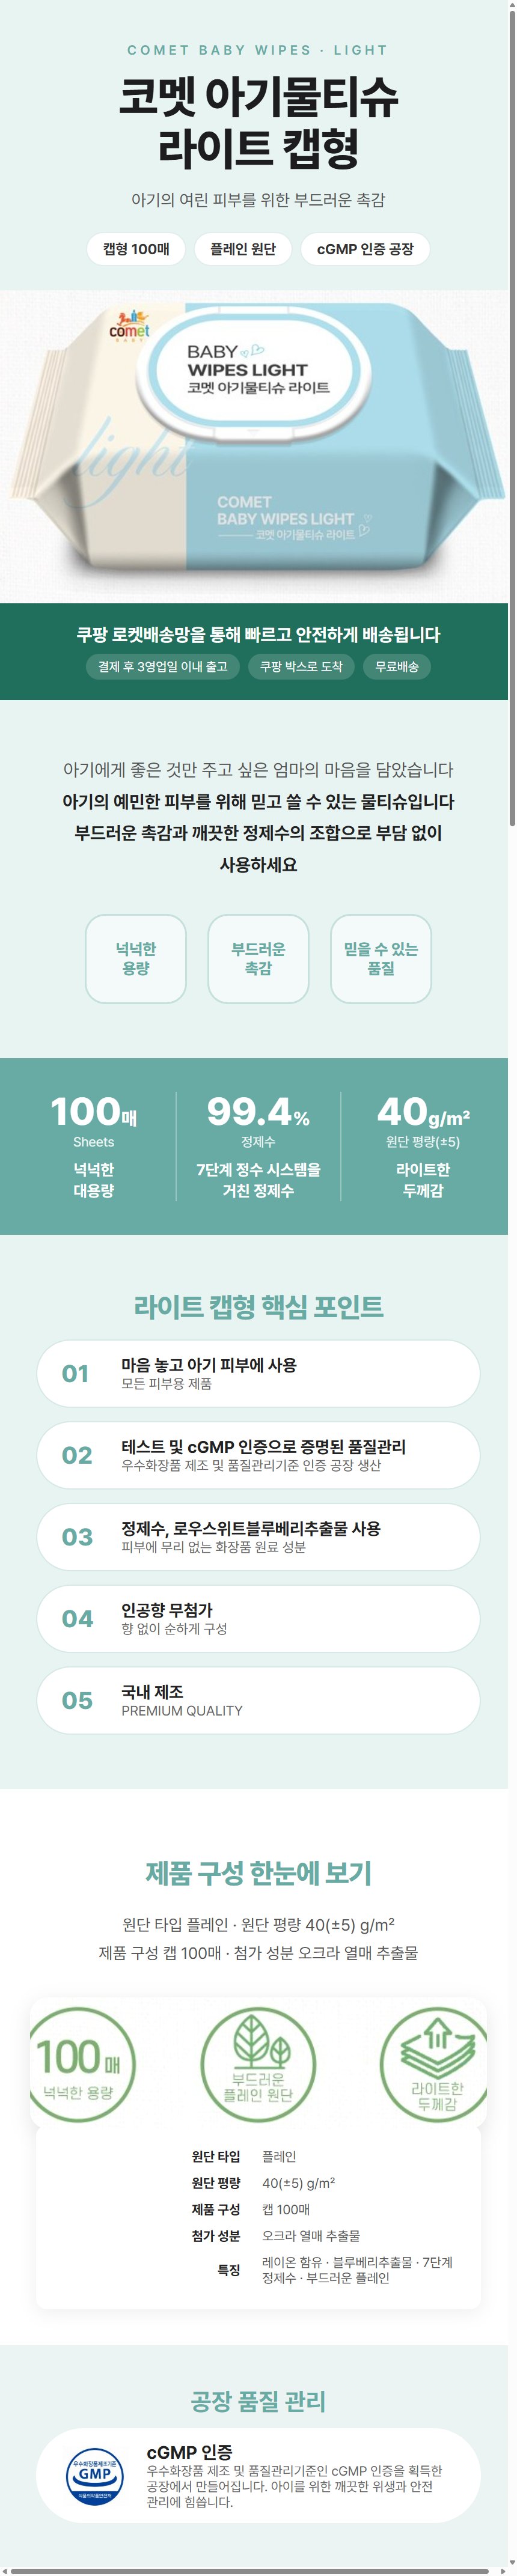 COMET BABY WIPES · LIGHT
코멧 아기물티슈
라이트 캡형
아기의 여린 피부를 위한 부드러운 촉감
캡형 100매 플레인 원단 cGMP 인증 공장
comet
BABY
BABY
WIPES LIGHT
코멧 아기물티슈 라이트
light
COMET
BABY WIPES LIGHT
코멧 아기물티슈 라이트
쿠팡 로켓배송망을 통해 빠르고 안전하게 배송됩니다
결제 후 3영업일 이내 출고 쿠팡 박스로 도착 무료배송
아기에게 좋은 것만 주고 싶은 엄마의 마음을 담았습니다
아기의 예민한 피부를 위해 믿고 쓸 수 있는 물티슈입니다
부드러운 촉감과 깨끗한 정제수의 조합으로 부담 없이
사용하세요
넉넉한
용량
부드러운
촉감
믿을 수 있는
품질
100매
Sheets
넉넉한
대용량
99.4%
정제수
7단계 정수 시스템을
거친 정제수
40g/m²
원단 평량(±5)
라이트한
두께감
라이트 캡형 핵심 포인트
01
마음 놓고 아기 피부에 사용
모든 피부용 제품
02
테스트 및 cGMP 인증으로 증명된 품질관리
우수화장품 제조 및 품질관리기준 인증 공장 생산
03
정제수, 로우스위트블루베리추출물 사용
피부에 무리 없는 화장품 원료 성분
04
인공향 무첨가
향 없이 순하게 구성
05
국내 제조
PREMIUM QUALITY
제품 구성 한눈에 보기
원단 타입 플레인 · 원단 평량 40(±5) g/m²
제품 구성 캡 100매 · 첨가 성분 오크라 열매 추출물
100매
넉넉한 용량
부드러운
플레인 원단
라이트한
두께감
원단 타입 플레인
원단 평량 40(±5) g/m²
제품 구성 캡 100매
첨가 성분 오크라 열매 추출물
특징 레이온 함유 · 블루베리추출물 · 7단계
정제수 · 부드러운 플레인
공장 품질 관리
우수화장품제조기준
GMP
식품의약품안전처
cGMP 인증
우수화장품 제조 및 품질관리기준인 cGMP 인증을 획득한
공장에서 만들어집니다. 아이를 위한 깨끗한 위생과 안전
관리에 힘씁니다.